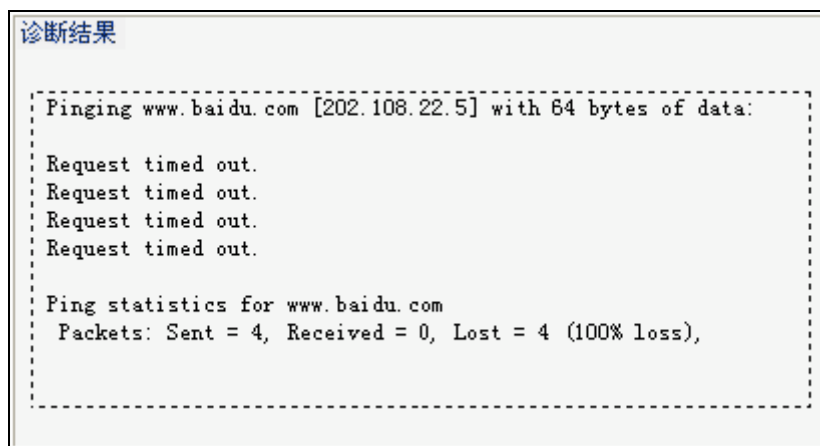 诊断结果
Pinging www.baidu.com [202.108.22.5] with 64 bytes of data:
Request timed out.
Request timed out.
Request timed out.
Request timed out.
Ping statistics for www.baidu.com
Packets: Sent = 4, Received = 0, Lost = 4 (100% loss),